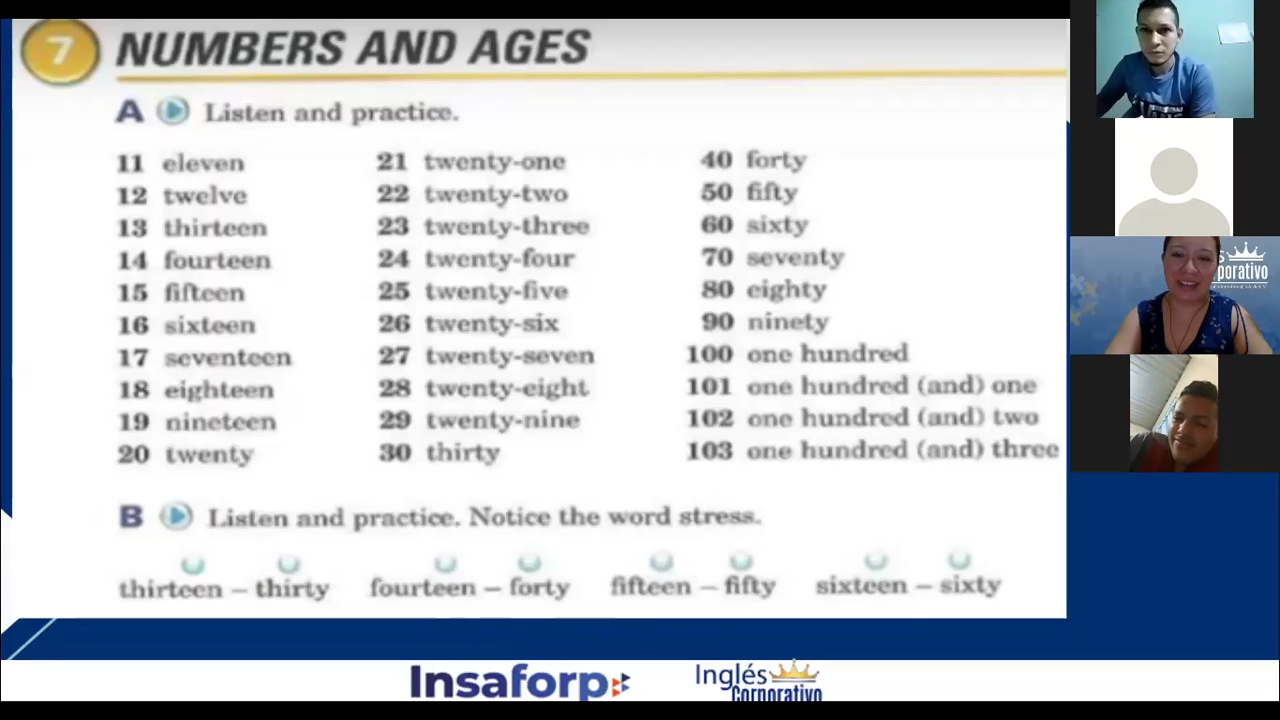 7 NUMBERS AND AGES
A Listen and practice.
11 eleven 21 twenty-one 40 forty
12 twelve 22 twenty-two 50 fifty
13 thirteen 23 twenty-three 60 sixty
14 fourteen 24 twenty-four 70 seventy
15 fifteen 25 twenty-five 80 eighty
16 sixteen 26 twenty-six 90 ninety
17 seventeen 27 twenty-seven 100 one hundred
18 eighteen 28 twenty-eight 101 one hundred (and) one
19 nineteen 29 twenty-nine 102 one hundred (and) two
20 twenty 30 thirty 103 one hundred (and) three
B Listen and practice. Notice the word stress.
thirteen – thirty fourteen – forty fifteen – fifty sixteen – sixty
Insaforp
Inglés
Corporativo
s
porativo
VANS